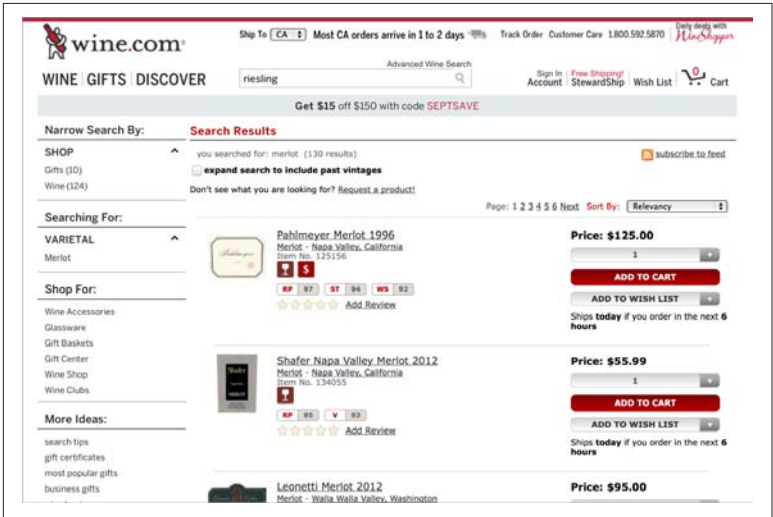 wine.com
Ship To CA Most CA orders arrive in 1 to 2 days
Track Order Customer Care 1.800.592.5870
Daily deals with
WineShopper
WINE GIFTS DISCOVER
Advanced Wine Search
riesling
Sign In
Account
Free Shipping!
StewardShip
Wish List
0
Cart
Get $15 off $150 with code SEPTSAVE
Narrow Search By:
SHOP
Gifts (10)
Wine (124)
Searching For:
VARIETAL
Merlot
Shop For:
Wine Accessories
Glassware
Gift Baskets
Gift Center
Wine Shop
Wine Clubs
More Ideas:
search tips
gift certificates
most popular gifts
business gifts
Search Results
you searched for: merlot (130 results)
subscribe to feed
expand search to include past vintages
Don't see what you are looking for? Request a product!
Page: 1 2 3 4 5 6 Next Sort By: Relevancy
Pahlmeyer
Pahlmeyer Merlot 1996
Merlot - Napa Valley, California
Item No. 125156
$
RP 97 ST 94 WS 92
Add Review
Price: $125.00
1
ADD TO CART
ADD TO WISH LIST
Ships today if you order in the next 6
hours
Shafer
MERLOT
Shafer Napa Valley Merlot 2012
Merlot - Napa Valley, California
Item No. 134055
RP 95 V 93
Add Review
Price: $55.99
1
ADD TO CART
ADD TO WISH LIST
Ships today if you order in the next 6
hours
Leonetti Merlot 2012
Merlot - Walla Walla Valley, Washington
Price: $95.00